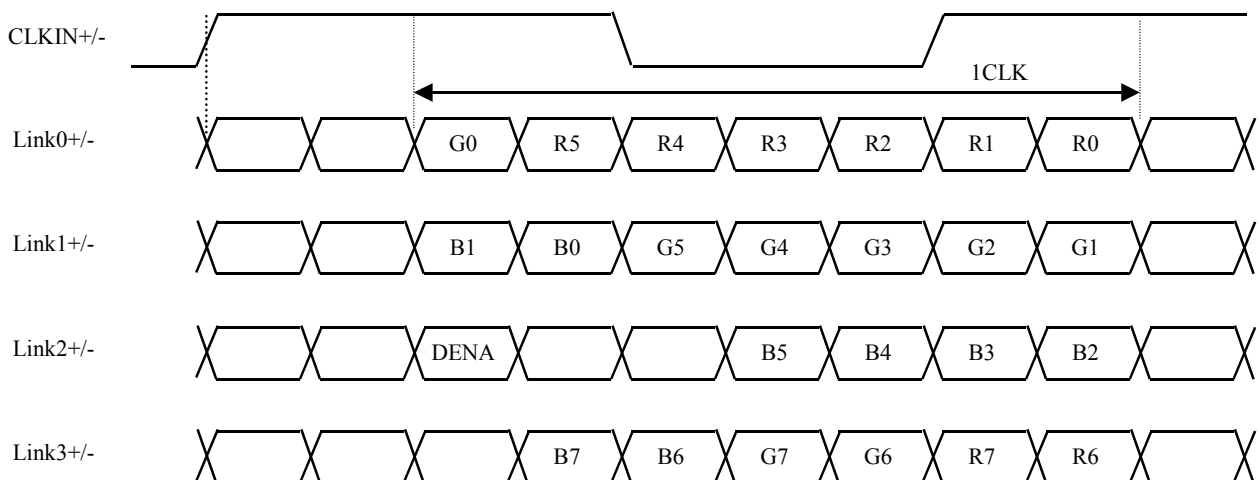 CLKIN+/-
1CLK
Link0+/- G0 R5 R4 R3 R2 R1 R0
Link1+/- B1 B0 G5 G4 G3 G2 G1
Link2+/- DENA B5 B4 B3 B2
Link3+/- B7 B6 G7 G6 R7 R6